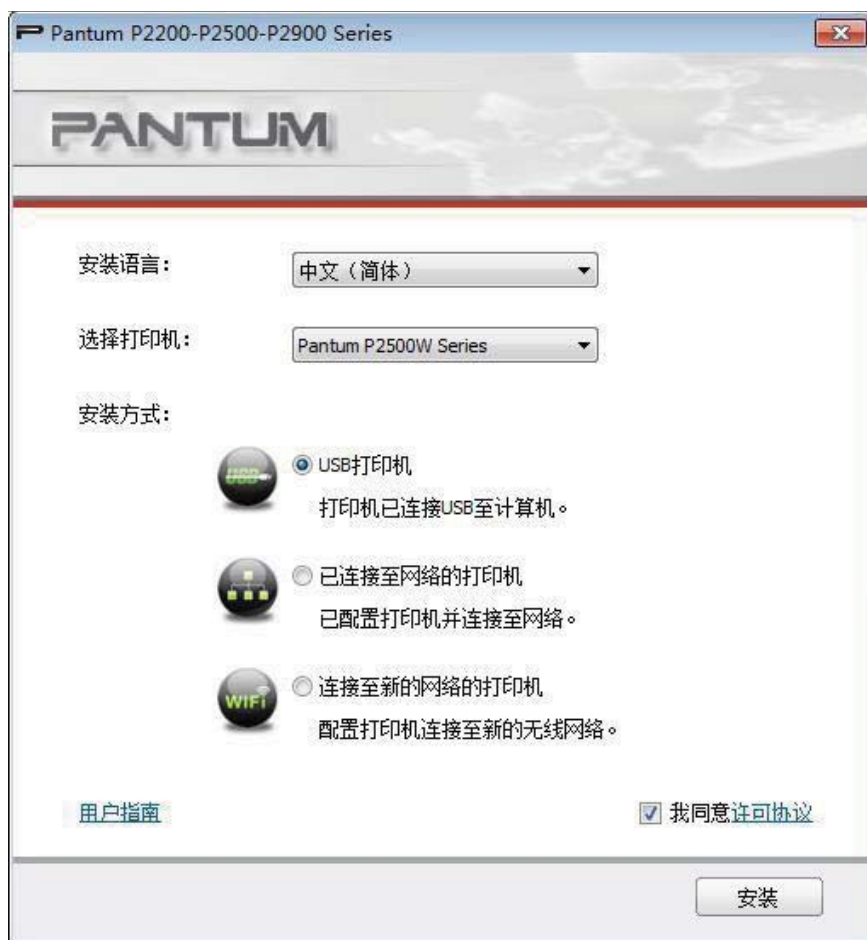 Pantum P2200-P2500-P2900 Series
PANTUM
安装语言：
中文（简体）
选择打印机：
Pantum P2500W Series
安装方式：
USB
USB打印机
打印机已连接USB至计算机。
已连接至网络的打印机
已配置打印机并连接至网络。
WiFi
连接至新的网络的打印机
配置打印机连接至新的无线网络。
用户指南
我同意许可协议
安装